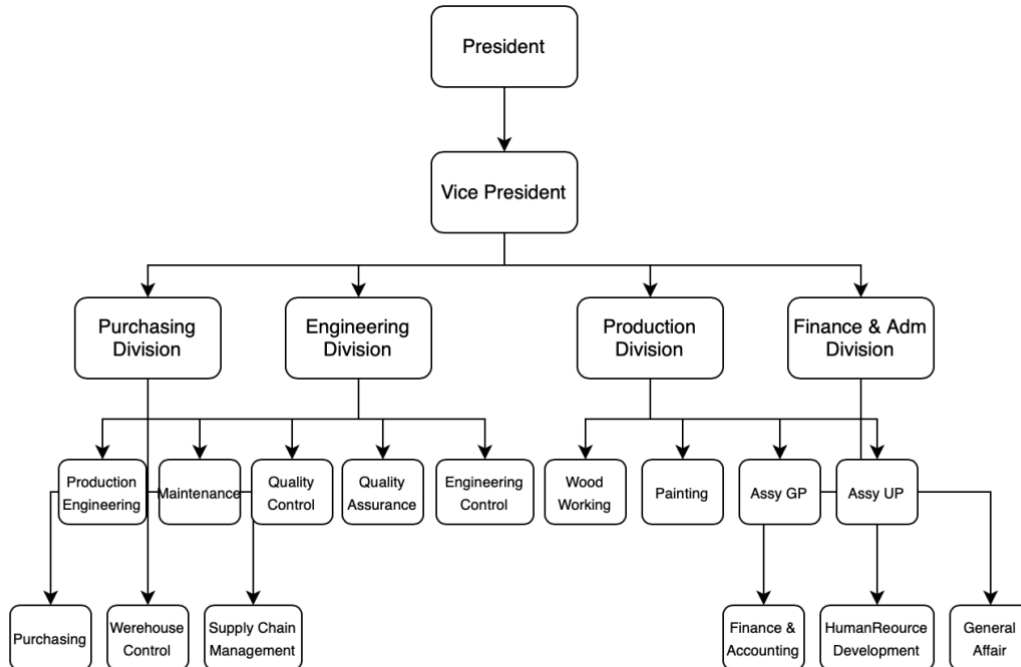 President
Vice President
Purchasing
Division
Engineering
Division
Production
Division
Finance & Adm
Division
Production
Engineering
Maintenance
Quality
Control
Quality
Assurance
Engineering
Control
Wood
Working
Painting
Assy GP
Assy UP
Purchasing
Werehouse
Control
Supply Chain
Management
Finance &
Accounting
HumanReource
Development
General
Affair